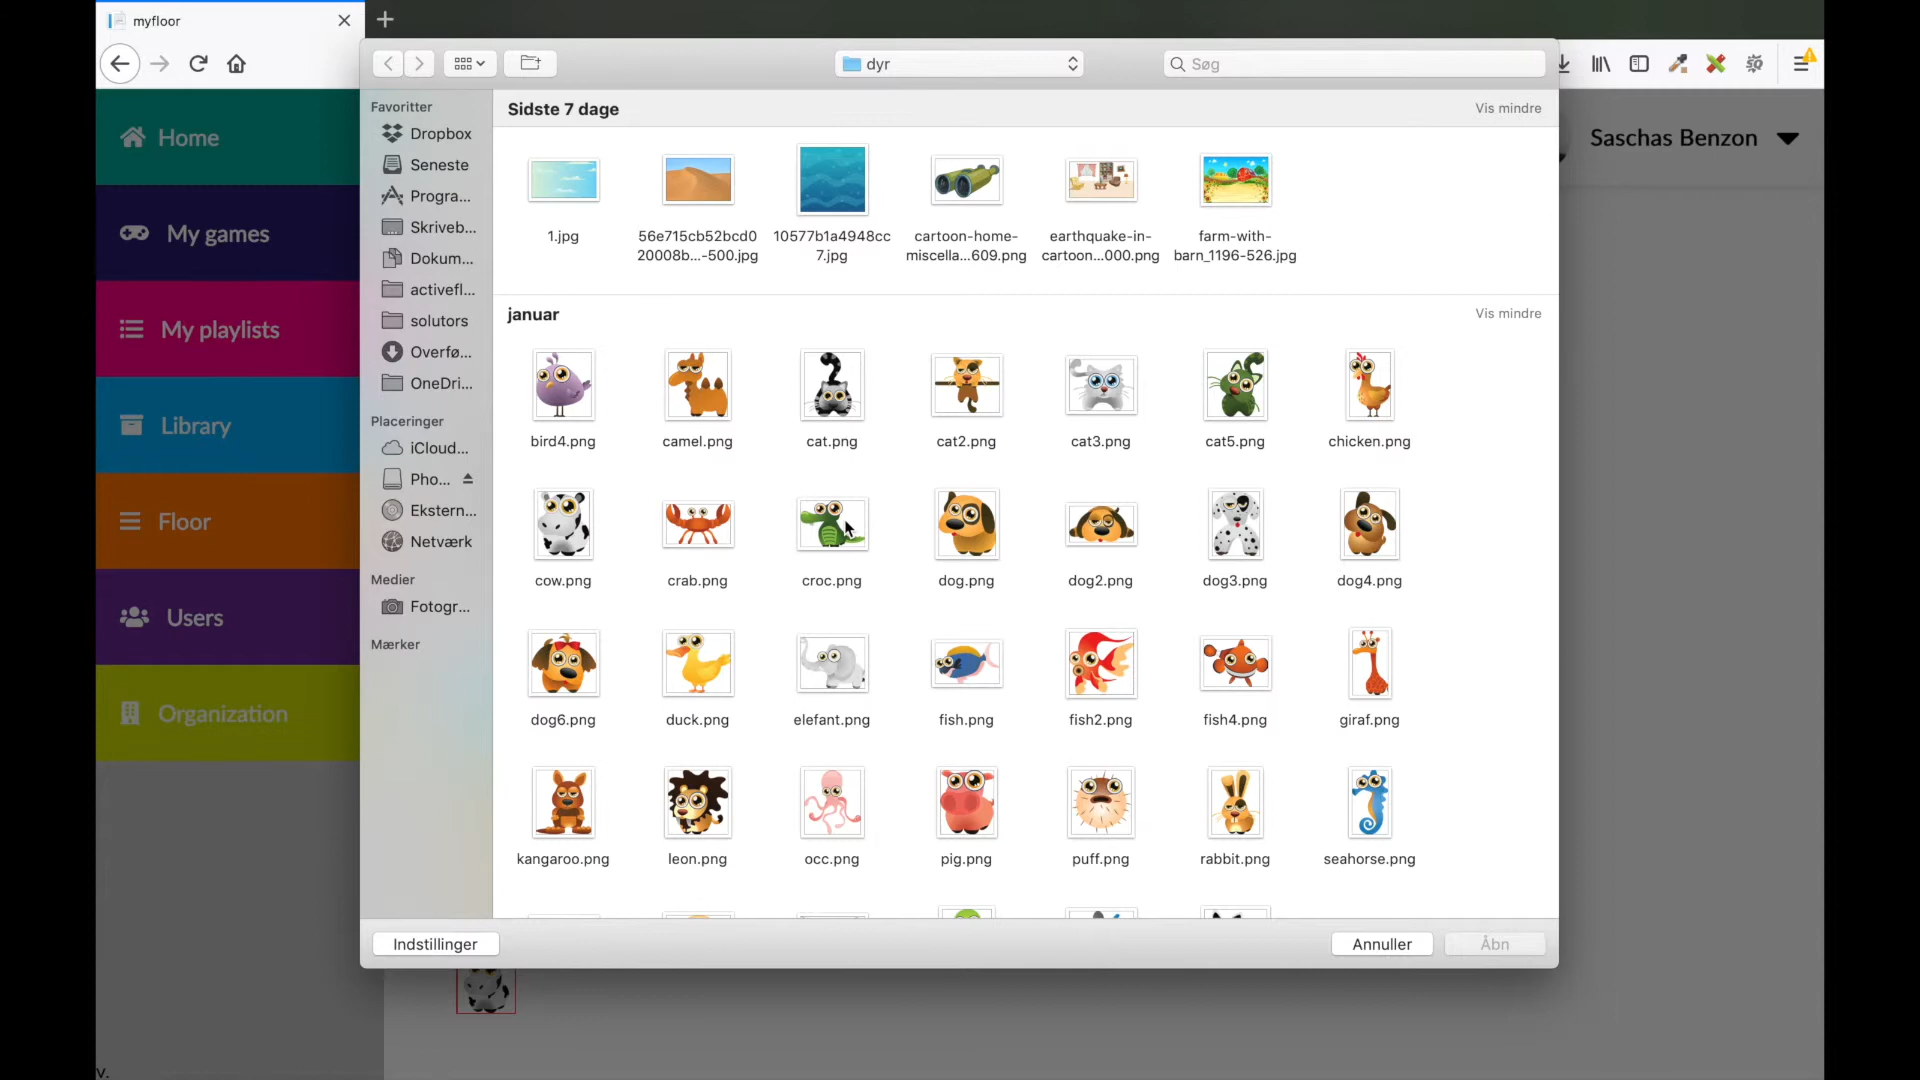 myfloor
dyr
Søg
Saschas Benzon
Home
My games
My playlists
Library
Floor
Users
Organization
Favoritter
Dropbox
Seneste
Progra...
Skriveb...
Dokum...
activefl...
solutors
Overfø...
OneDri...
Placeringer
iCloud...
Pho...
Ekstern...
Netværk
Medier
Fotogr...
Mærker
Sidste 7 dage
Vis mindre
1.jpg
56e715cb52bcd0
20008b...-500.jpg
10577b1a4948cc
7.jpg
cartoon-home-
miscella...609.png
earthquake-in-
cartoon...000.png
farm-with-
barn_1196-526.jpg
januar
Vis mindre
bird4.png
camel.png
cat.png
cat2.png
cat3.png
cat5.png
chicken.png
cow.png
crab.png
croc.png
dog.png
dog2.png
dog3.png
dog4.png
dog6.png
duck.png
elefant.png
fish.png
fish2.png
fish4.png
giraf.png
kangaroo.png
leon.png
occ.png
pig.png
puff.png
rabbit.png
seahorse.png
Indstillinger
Annuller
Åbn
v.